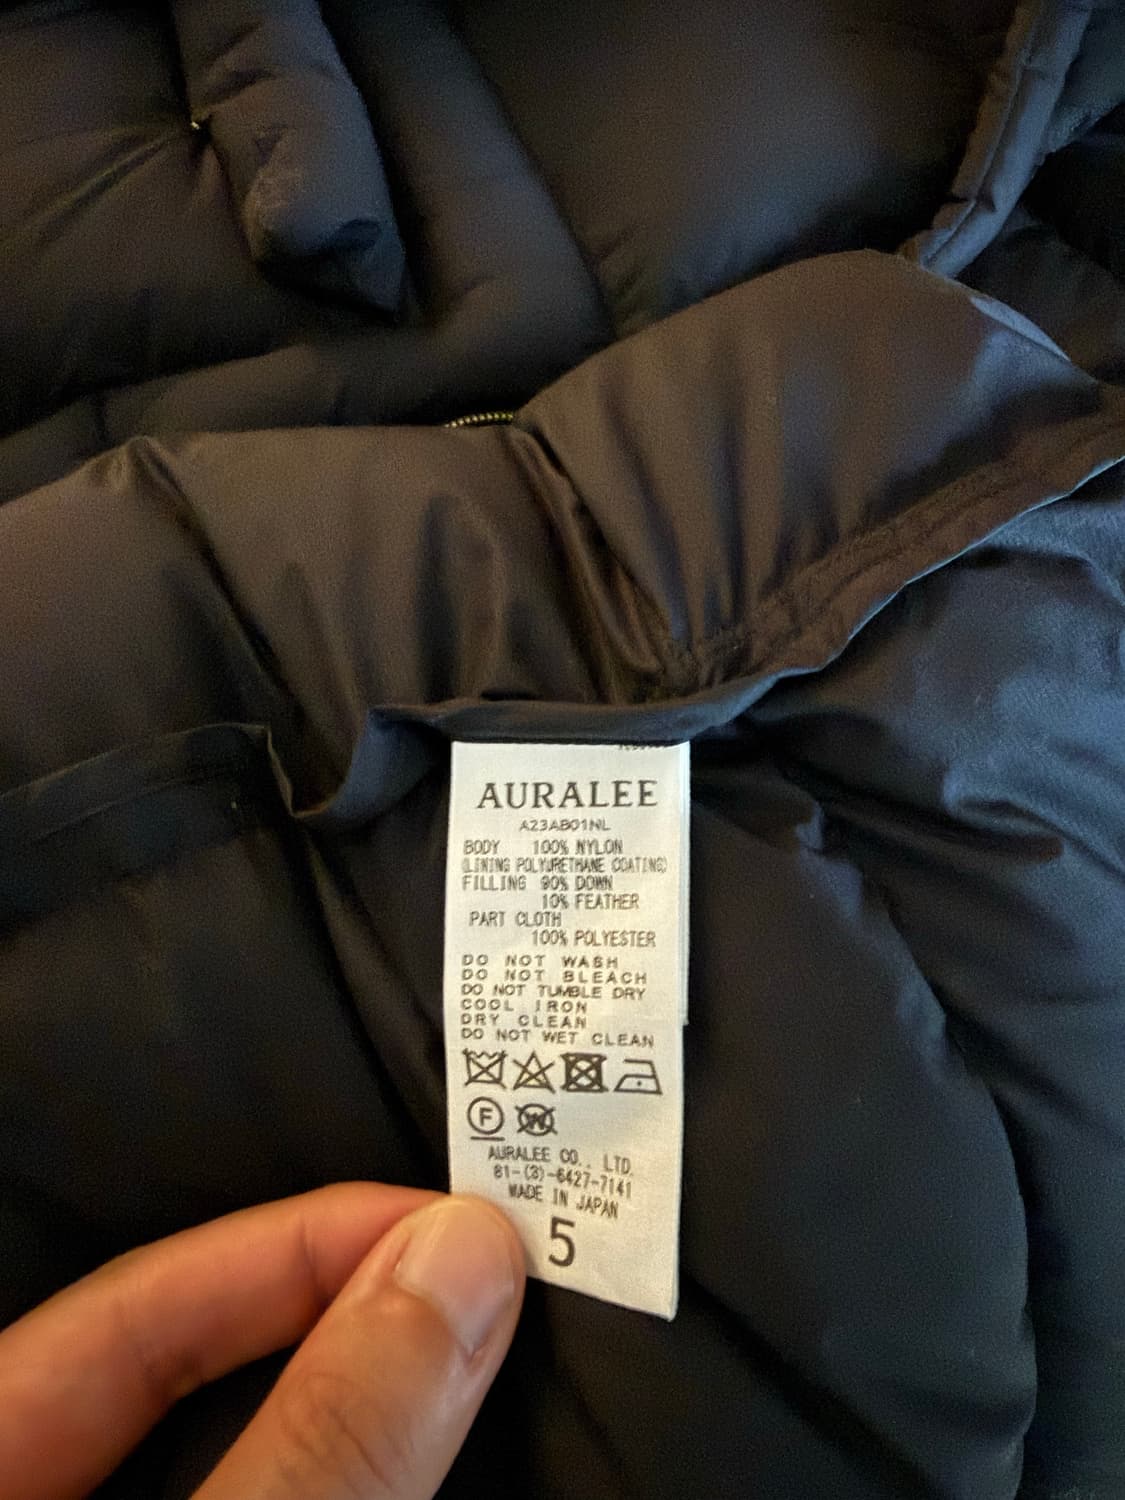 AURALEE
A23AB01NL
BODY 100% NYLON
(LINING POLYURETHANE COATING)
FILLING 90% DOWN
10% FEATHER
PART CLOTH
100% POLYESTER
DO NOT WASH
DO NOT BLEACH
DO NOT TUMBLE DRY
COOL IRON
DRY CLEAN
DO NOT WET CLEAN
F W
AURALEE CO., LTD.
81-(3)-6427-7141
MADE IN JAPAN
5